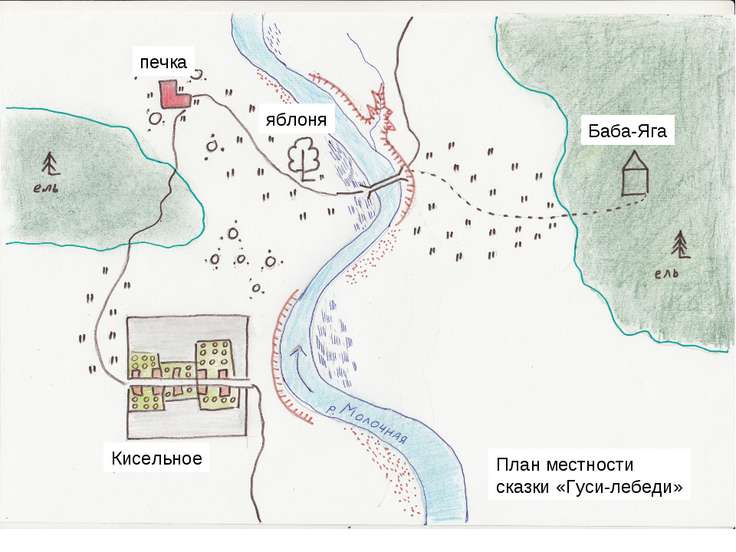 печка
яблоня
Баба-Яга
ель
ель
р. Молочная
Кисельное
План местности
сказки «Гуси-лебеди»